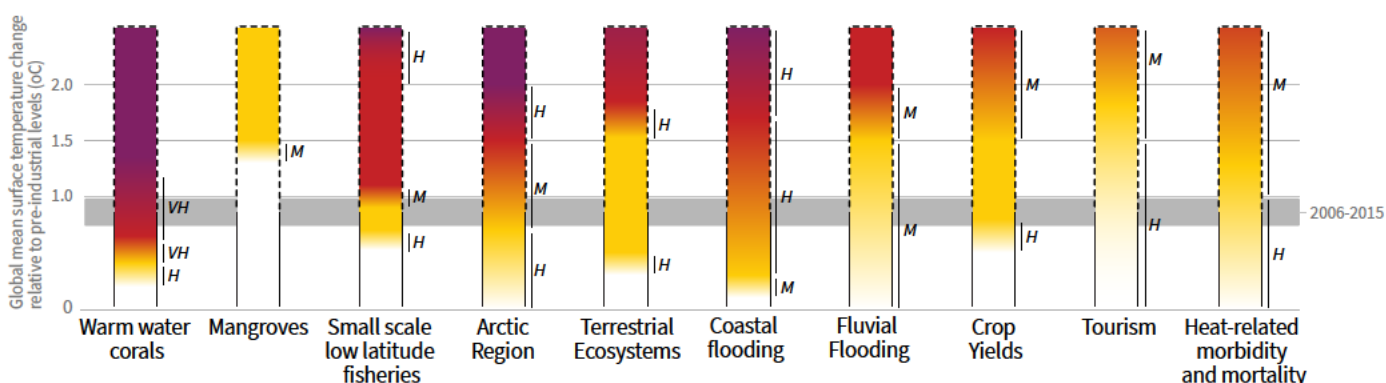 Global mean surface temperature change
relative to pre-industrial levels (oC)
2.0
1.5
1.0
0
H
M
H
M
H
M
H
M
M
H
H
H
VH
M
H
M
H
2006-2015
VH
H
H
H
H
M
M
H
H
Warm water
corals
Mangroves
Small scale
low latitude
fisheries
Arctic
Region
Terrestrial
Ecosystems
Coastal
flooding
Fluvial
Flooding
Crop
Yields
Tourism
Heat-related
morbidity
and mortality